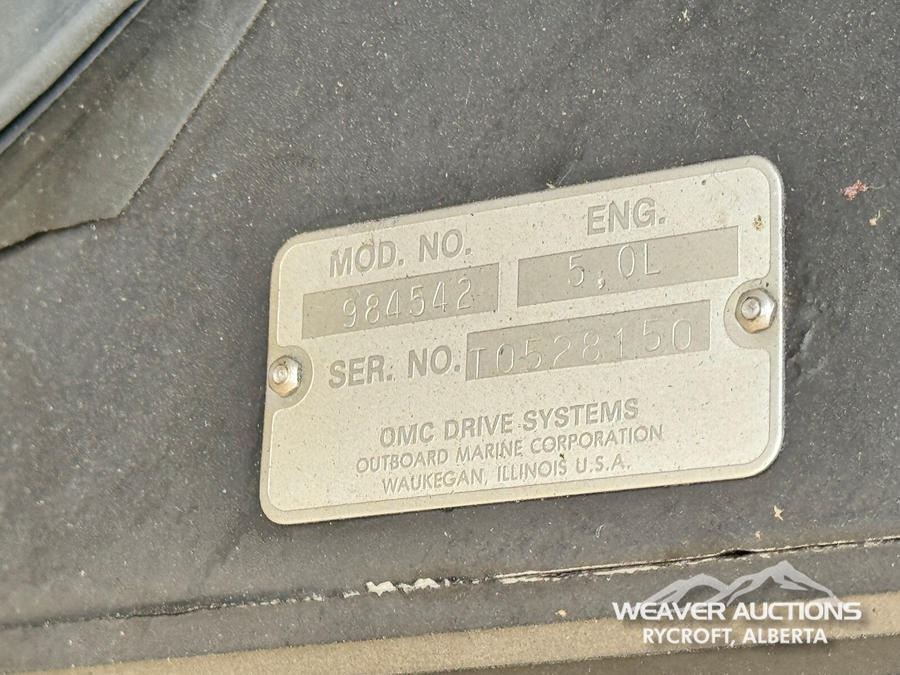 MOD. NO. ENG.
984542 5,0L
SER. NO. T0528150
OMC DRIVE SYSTEMS
OUTBOARD MARINE CORPORATION
WAUKEGAN, ILLINOIS U.S.A.
WEAVER AUCTIONS
RYCROFT, ALBERTA